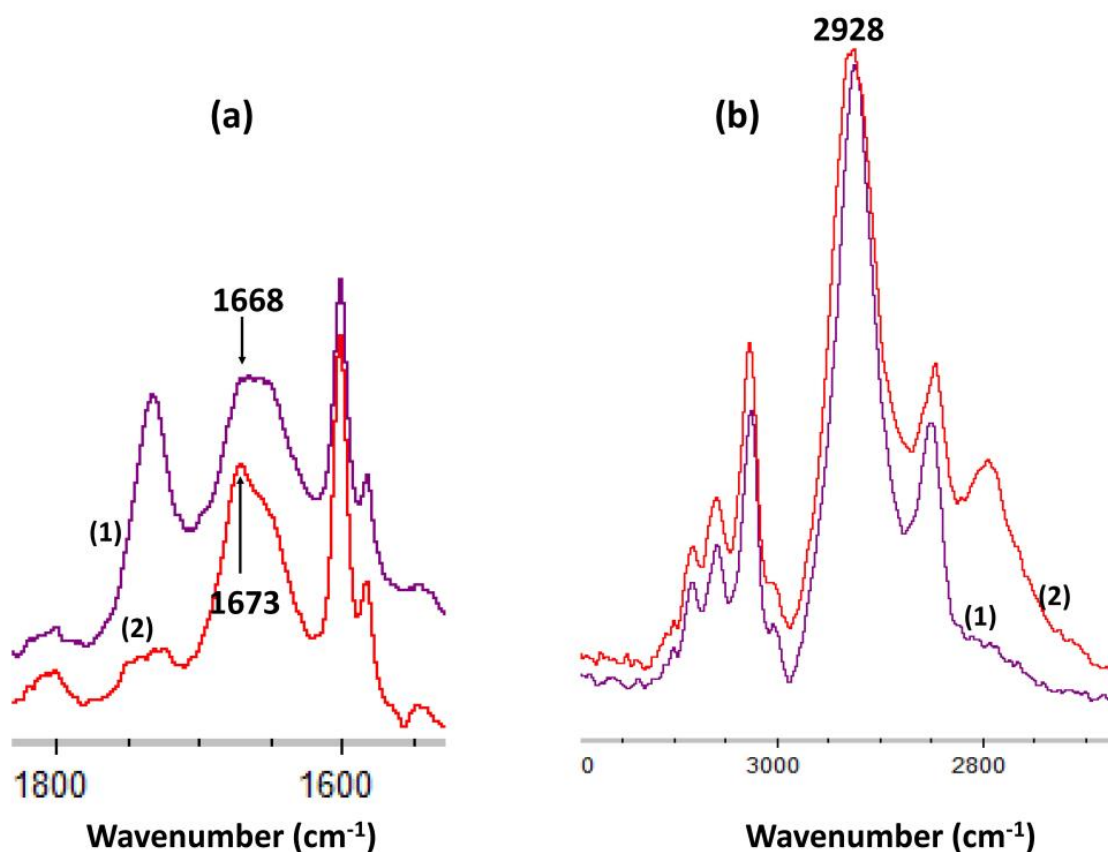 (a)
1668
(1)
1673
(2)
1800 1600
Wavenumber (cm⁻¹)
2928
(b)
(1)
(2)
0 3000 2800
Wavenumber (cm⁻¹)